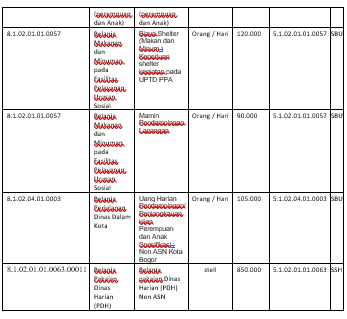 (perempuan dan Anak)
(perempuan dan Anak)
8.1.02.01.01.0057
Belanja Makanan dan Minuman pada Fasilitas Pelayanan Urusan Sosial
Biaya Shelter (Makan dan Minum) Keperluan shelter kegiatan pada UPTD PPA
Orang / Hari
120.000
5.1.02.01.01.0057
SBU
8.1.02.01.01.0057
Belanja Makanan dan Minuman pada Fasilitas Pelayanan Urusan Sosial
Mamin Pendampingan Lapangan
Orang / Hari
90.000
5.1.02.01.01.0057
SBU
8.1.02.04.01.0003
Belanja Perjalanan Dinas Dalam Kota
Uang Harian Pendampingan/ Penjangkauan Perempuan dan Anak Spesifikasi : Non ASN Kota Bogor
Orang / Hari
105.000
5.1.02.04.01.0003
SBU
8.1.02.01.01.0063.00011
Belanja Pakaian Dinas Harian (PDH)
Belanja pakaian Dinas Harian (PDH) Non ASN
stell
850.000
5.1.02.01.01.0063
SSH